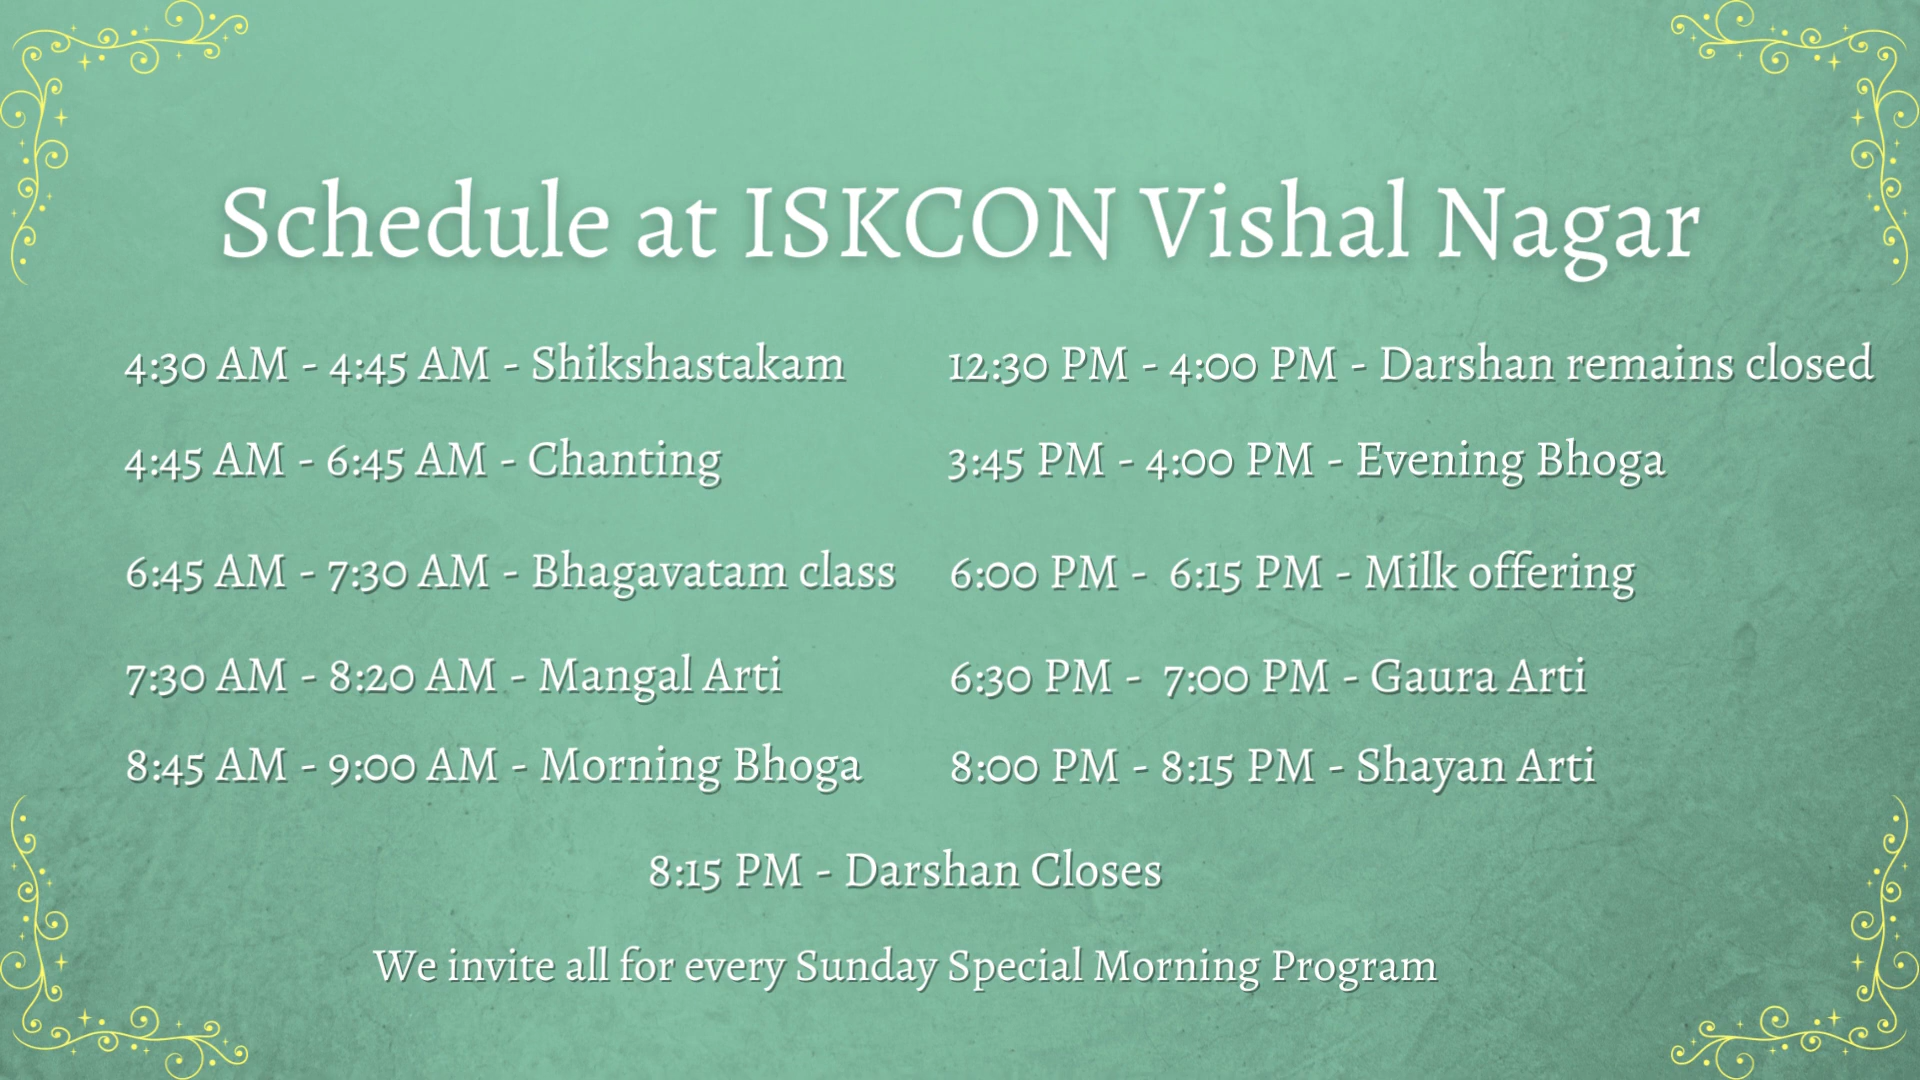 Schedule at ISKCON Vishal Nagar
4:30 AM - 4:45 AM - Shikshastakam
4:45 AM - 6:45 AM - Chanting
6:45 AM - 7:30 AM - Bhagavatam class
7:30 AM - 8:20 AM - Mangal Arti
8:45 AM - 9:00 AM - Morning Bhoga
12:30 PM - 4:00 PM - Darshan remains closed
3:45 PM - 4:00 PM - Evening Bhoga
6:00 PM - 6:15 PM - Milk offering
6:30 PM - 7:00 PM - Gaura Arti
8:00 PM - 8:15 PM - Shayan Arti
8:15 PM - Darshan Closes
We invite all for every Sunday Special Morning Program